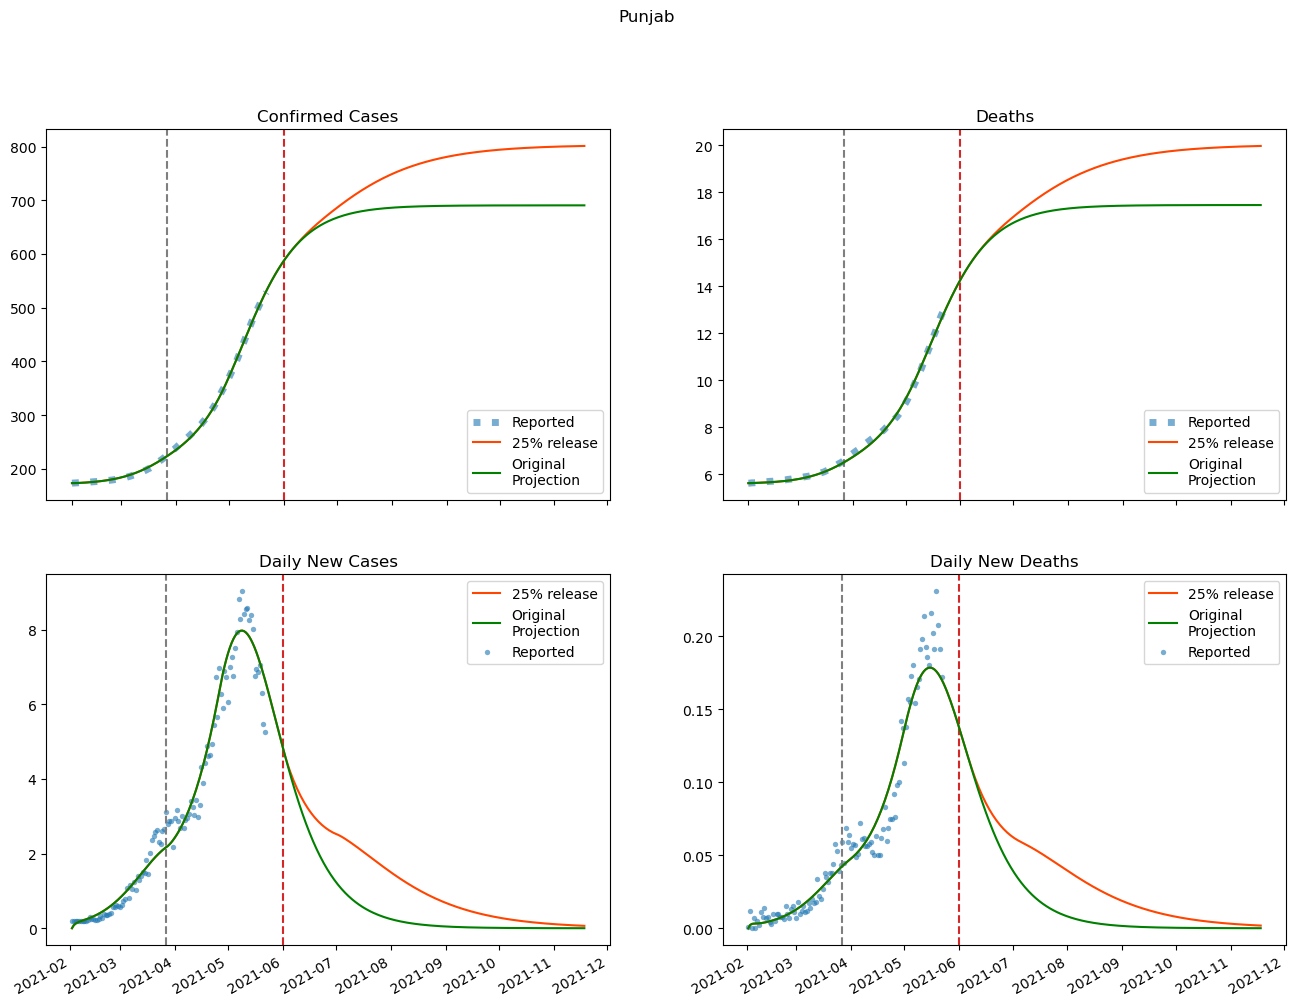 Punjab
Confirmed Cases
800
700
600
500
400
300
200
Reported
25% release
Original
Projection
Deaths
20
18
16
14
12
10
8
6
Reported
25% release
Original
Projection
Daily New Cases
8
6
4
2
0
25% release
Original
Projection
Reported
2021-02
2021-03
2021-04
2021-05
2021-06
2021-07
2021-08
2021-09
2021-10
2021-11
2021-12
Daily New Deaths
0.20
0.15
0.10
0.05
0.00
25% release
Original
Projection
Reported
2021-02
2021-03
2021-04
2021-05
2021-06
2021-07
2021-08
2021-09
2021-10
2021-11
2021-12